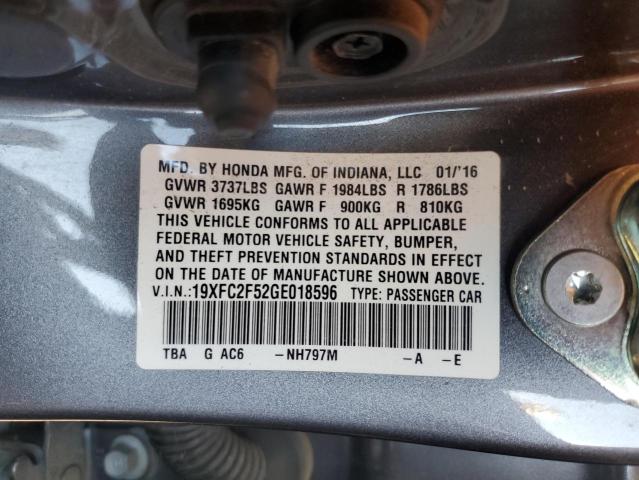 MFD. BY HONDA MFG. OF INDIANA, LLC 01/'16
GVWR 3737LBS GAWR F 1984LBS R 1786LBS
GVWR 1695KG GAWR F 900KG R 810KG
THIS VEHICLE CONFORMS TO ALL APPLICABLE
FEDERAL MOTOR VEHICLE SAFETY, BUMPER,
AND THEFT PREVENTION STANDARDS IN EFFECT
ON THE DATE OF MANUFACTURE SHOWN ABOVE.
V.I.N.:19XFC2F52GE018596 TYPE: PASSENGER CAR
TBA G AC6 -NH797M -A -E